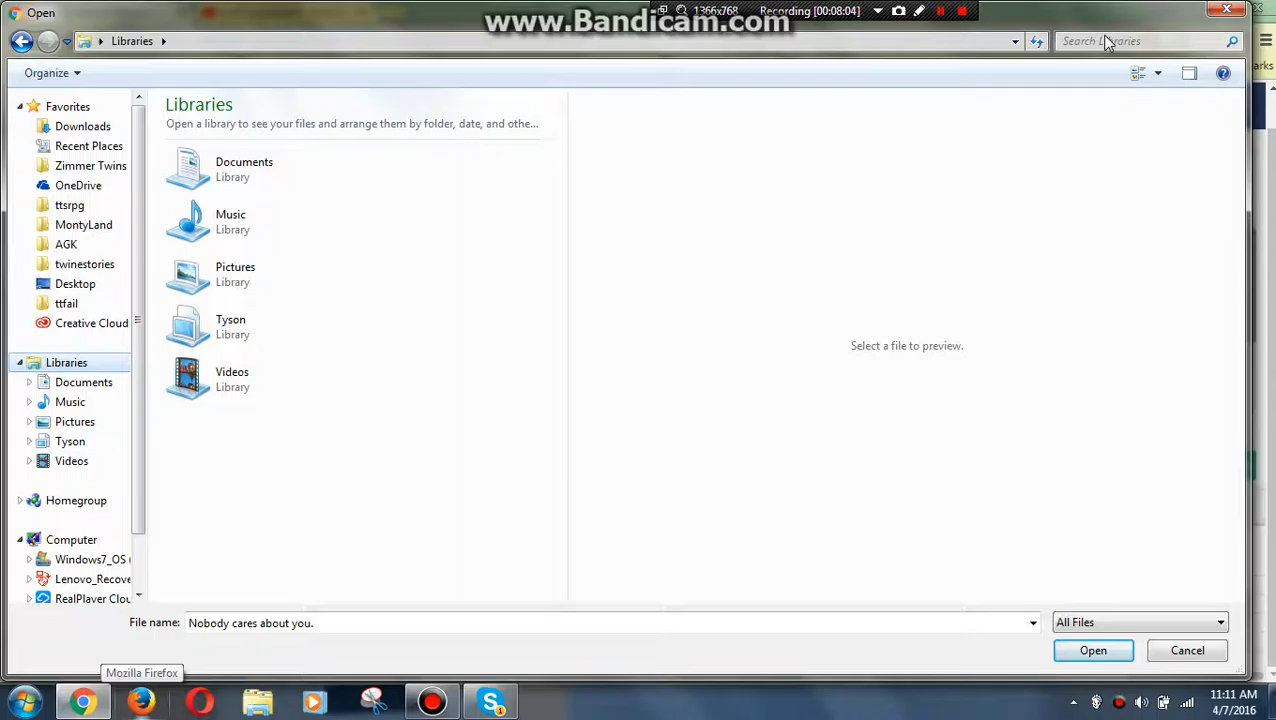 Open
1366x768
Recording [00:08:04]
www.Bandicam.com
Libraries
Search Libraries
Organize
Favorites
Downloads
Recent Places
Zimmer Twins
OneDrive
ttsrpg
MontyLand
AGK
twinestories
Desktop
ttfail
Creative Cloud
Libraries
Documents
Music
Pictures
Tyson
Videos
Homegroup
Computer
Windows7_OS (
Lenovo_Recove
RealPlayer Clou
Libraries
Open a library to see your files and arrange them by folder, date, and othe...
Documents
Library
Music
Library
Pictures
Library
Tyson
Library
Videos
Library
Select a file to preview.
File name:
Nobody cares about you.
All Files
Open
Cancel
Mozilla Firefox
arks
11:11 AM
4/7/2016